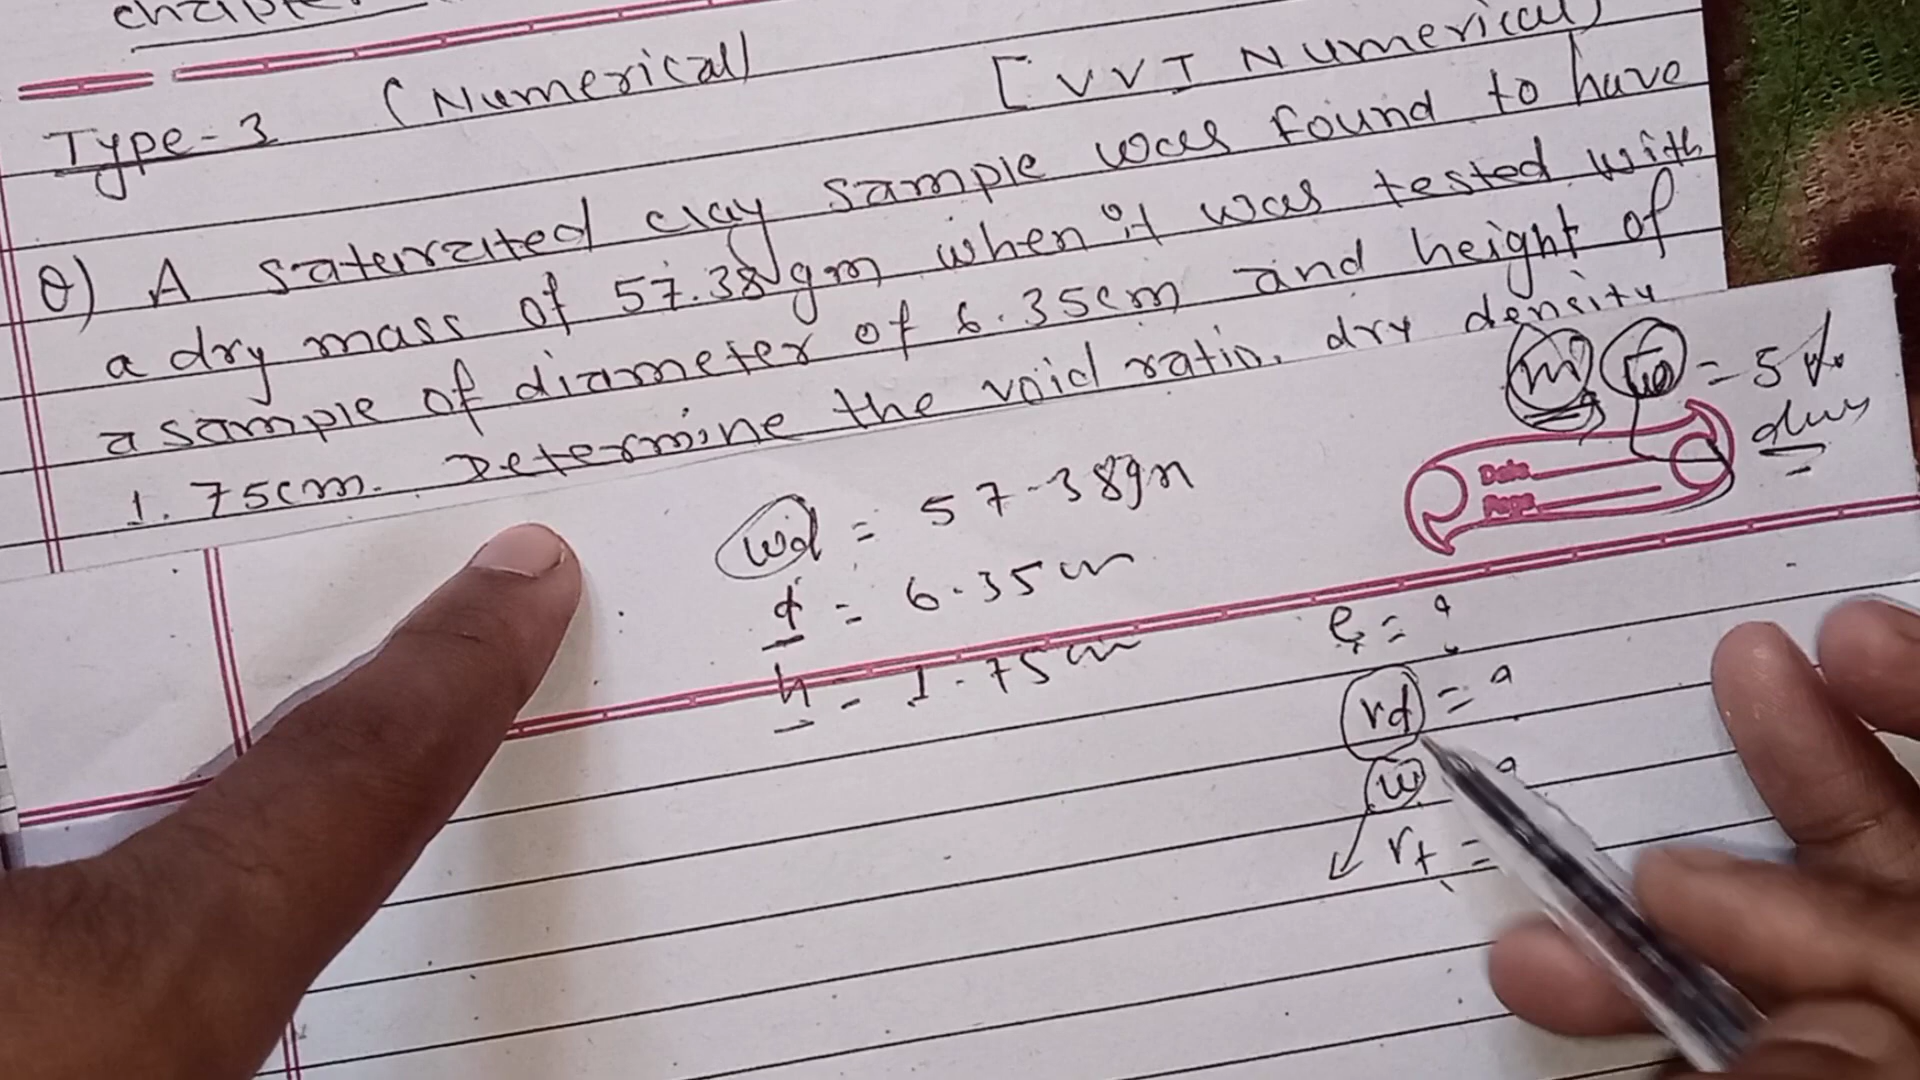 Type-3 (Numerical) [VVI Numerical)
Q) A saturated clay sample was found to have
a dry mass of 57.38gm when it was tested with
a sample of diameter of 6.35cm and height of
1.75cm. Determine the void ratio, dry density
= 5
Date
Page
wd = 57.38gm
d = 6.35cm
h = 1.75cm
e = ?
rd = ?
w ?
rt =